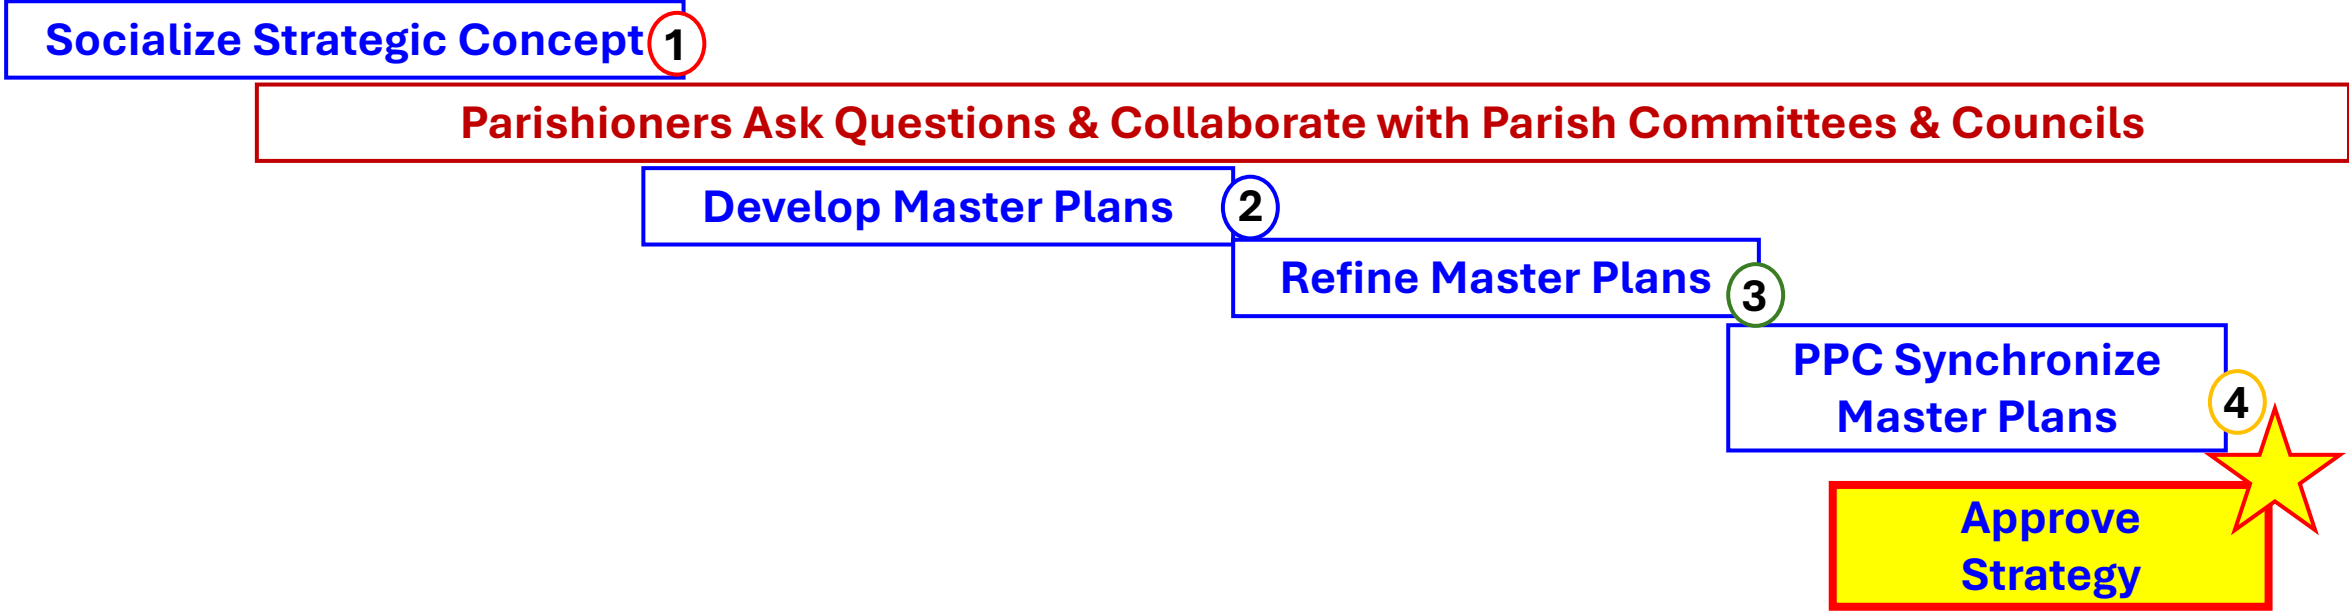 Socialize Strategic Concept 1
Parishioners Ask Questions & Collaborate with Parish Committees & Councils
Develop Master Plans 2
Refine Master Plans 3
PPC Synchronize
Master Plans
4
Approve
Strategy